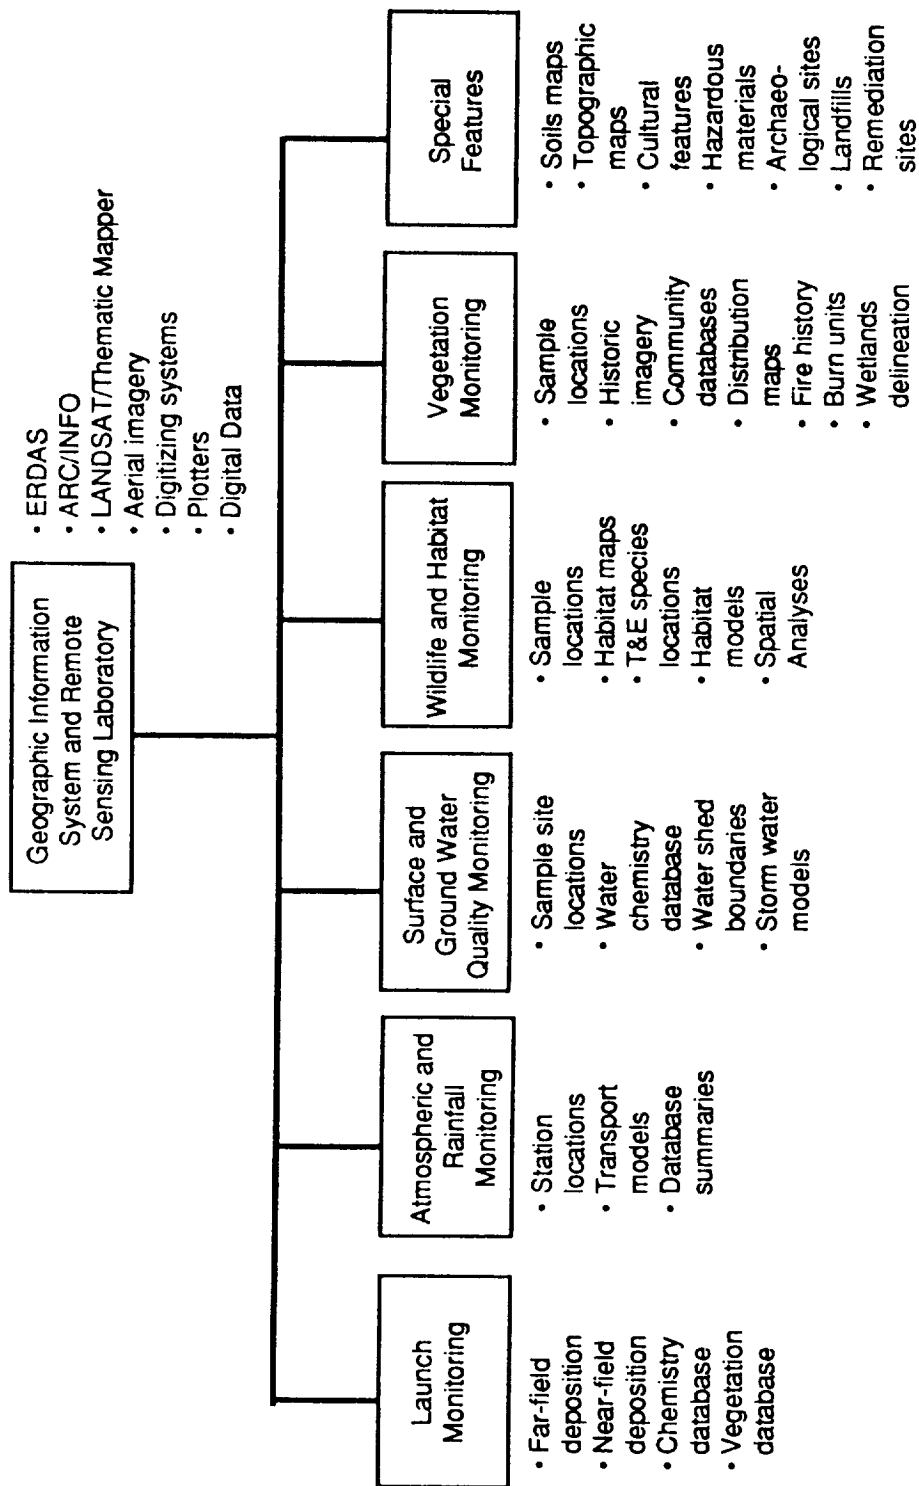 Geographic Information
System and Remote
Sensing Laboratory
• ERDAS
• ARC/INFO
• LANDSAT/Thematic Mapper
• Aerial imagery
• Digitizing systems
• Plotters
• Digital Data
Launch
Monitoring
• Far-field
deposition
• Near-field
deposition
• Chemistry
database
• Vegetation
database
Atmospheric and
Rainfall
Monitoring
• Station
locations
• Transport
models
• Database
summaries
Surface and
Ground Water
Quality Monitoring
• Sample site
locations
• Water
chemistry
database
• Water shed
boundaries
• Storm water
models
Wildlife and Habitat
Monitoring
• Sample
locations
• Habitat maps
• T&E species
locations
• Habitat
models
• Spatial
Analyses
Vegetation
Monitoring
• Sample
locations
• Historic
imagery
• Community
databases
• Distribution
maps
• Fire history
• Burn units
• Wetlands
delineation
Special
Features
• Soils maps
• Topographic
maps
• Cultural
features
• Hazardous
materials
• Archaeo-
logical sites
• Landfills
• Remediation
sites